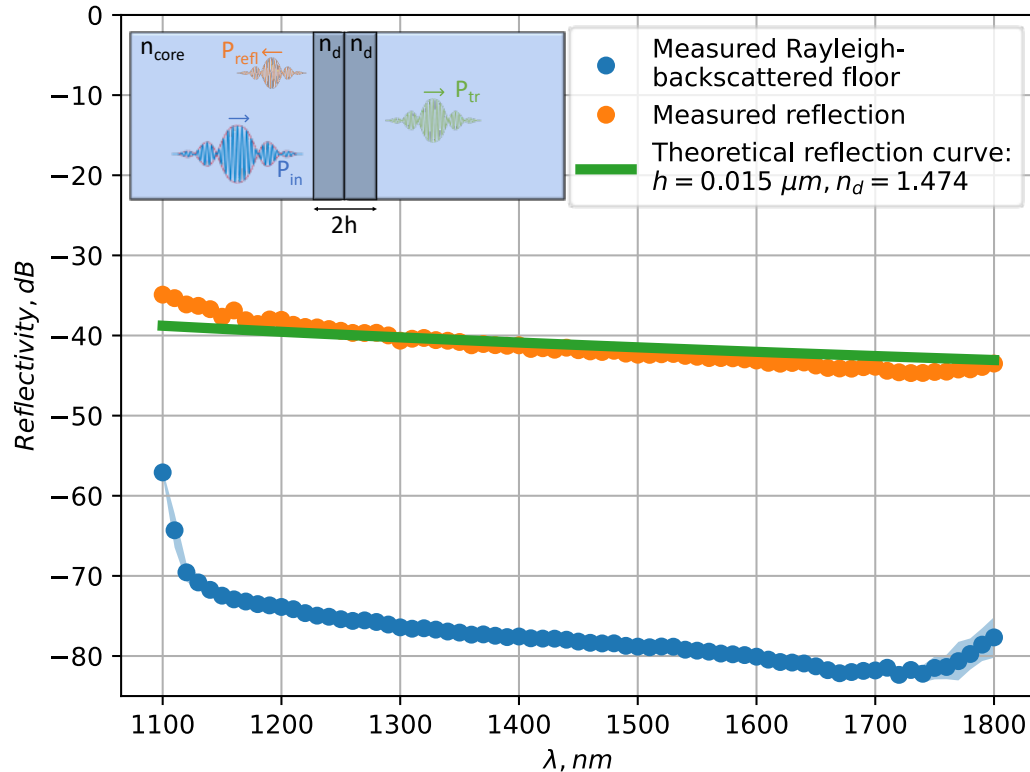 0
−10
−20
−30
−40
−50
−60
−70
−80
Reflectivity, dB
1100 1200 1300 1400 1500 1600 1700 1800
λ, nm
n_core
n_d n_d
P_refl ←
→ P_tr
→
P_in
2h
Measured Rayleigh-
backscattered floor
Measured reflection
Theoretical reflection curve:
h = 0.015 μm, n_d = 1.474